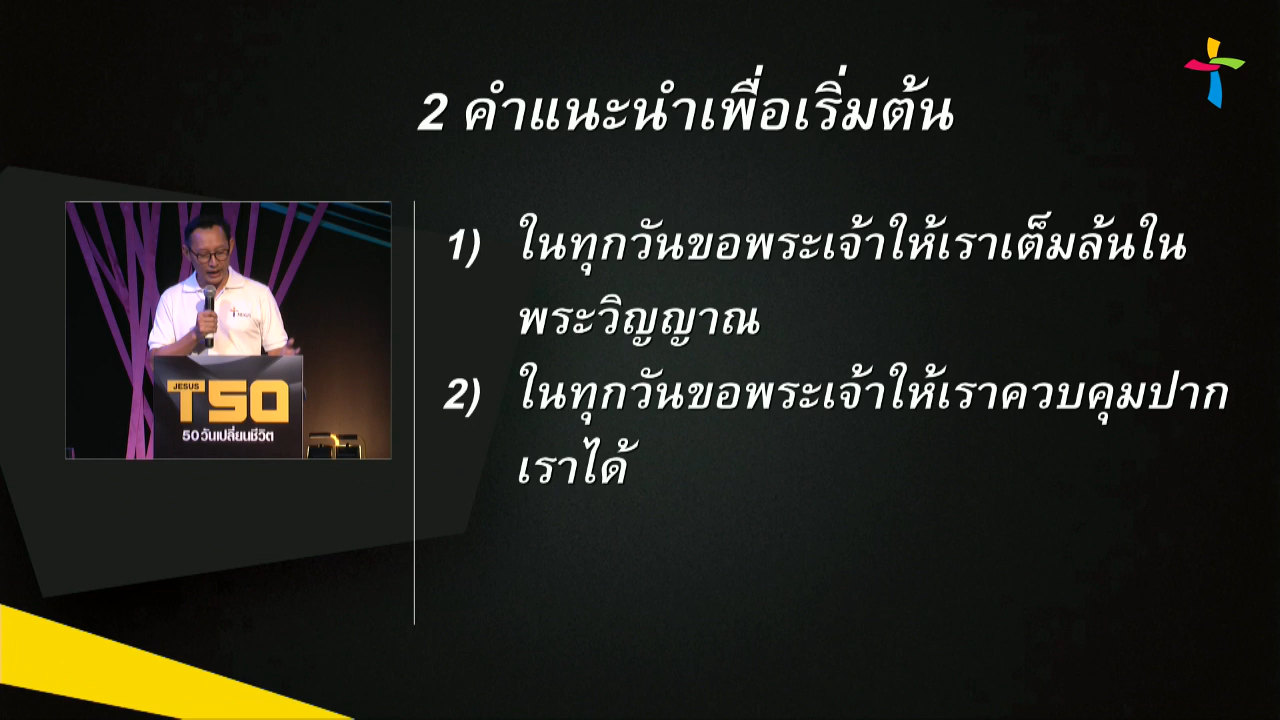 2 คำแนะนำเพื่อเริ่มต้น
1) ในทุกวันขอพระเจ้าให้เราเต็มล้นใน
พระวิญญาณ
2) ในทุกวันขอพระเจ้าให้เราควบคุมปาก
เราได้
JESUS
T50
50 วันเปลี่ยนชีวิต